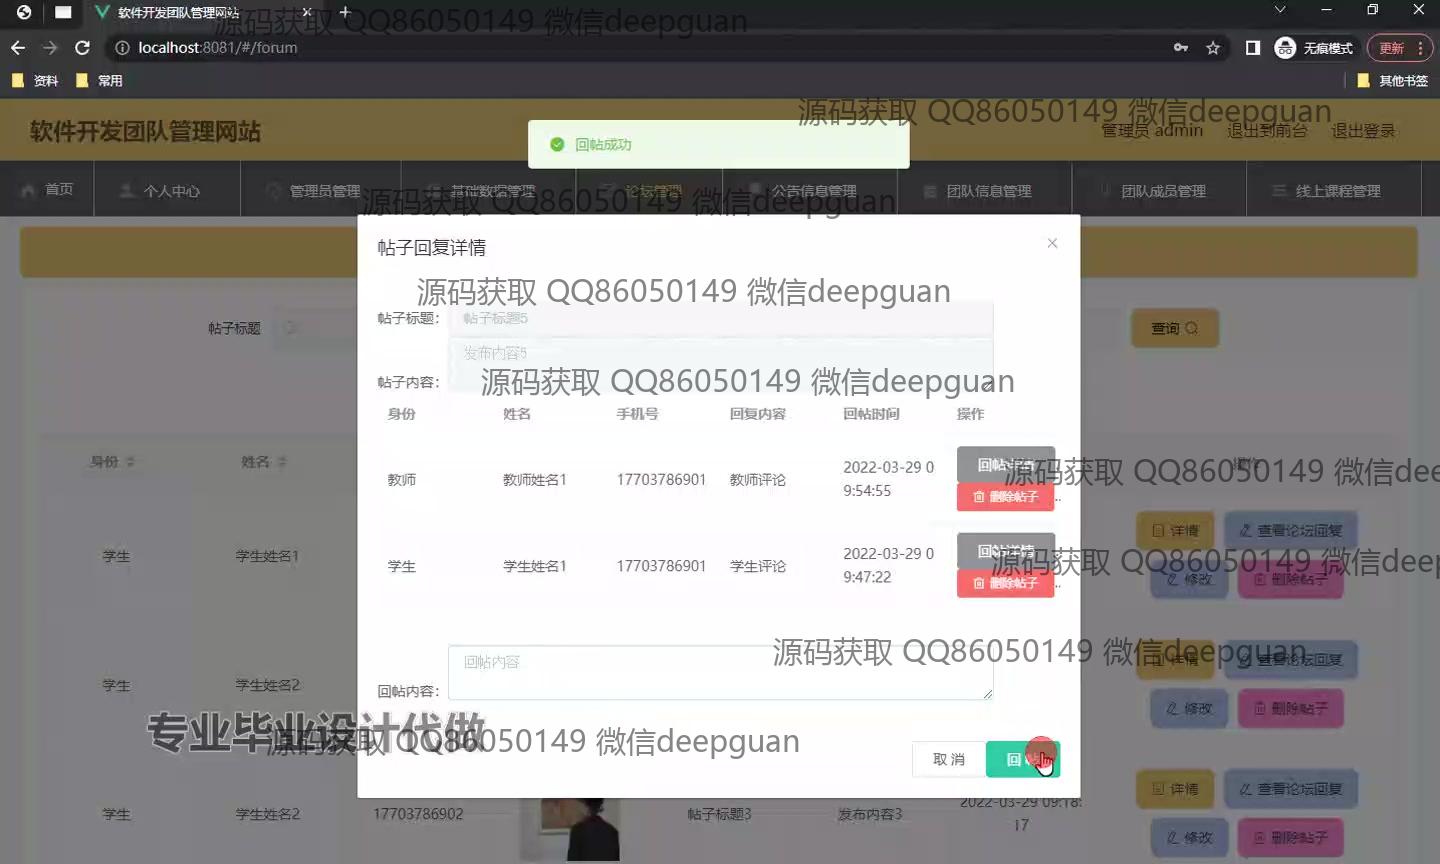 软件开发团队管理网站
源码获取 QQ86050149 微信deepguan
localhost:8081/#/forum
无痕模式
更新
资料
常用
其他书签
源码获取 QQ86050149 微信deepguan
软件开发团队管理网站
管理员 admin
退出到前台
退出登录
回帖成功
首页
个人中心
管理员管理
基础数据管理
论坛管理
公告信息管理
团队信息管理
团队成员管理
线上课程管理
源码获取 QQ86050149 微信deepguan
帖子回复详情
源码获取 QQ86050149 微信deepguan
帖子标题
查询
帖子标题: 帖子标题5
帖子内容: 发布内容5
源码获取 QQ86050149 微信deepguan
身份 姓名 手机号 回复内容 回帖时间 操作
身份 姓名
教师 教师姓名1 17703786901 教师评论 2022-03-29 0
9:54:55
删除帖子
源码获取 QQ86050149 微信dee
学生 学生姓名1 17703786901 学生评论 2022-03-29 0
9:47:22
回帖详情
删除帖子
学生 学生姓名1
详情 查看论坛回复
源码获取 QQ86050149 微信deep
修改 删除帖子
回帖内容: 回帖内容
源码获取 QQ86050149 微信deepguan
学生 学生姓名2
详情 查看论坛回复
修改 删除帖子
专业毕业设计代做
源码获取 QQ86050149 微信deepguan
取消
学生 学生姓名2 17703786902 帖子标题3 发布内容3 2022-03-29 09:18:
17
详情 查看论坛回复
修改 删除帖子